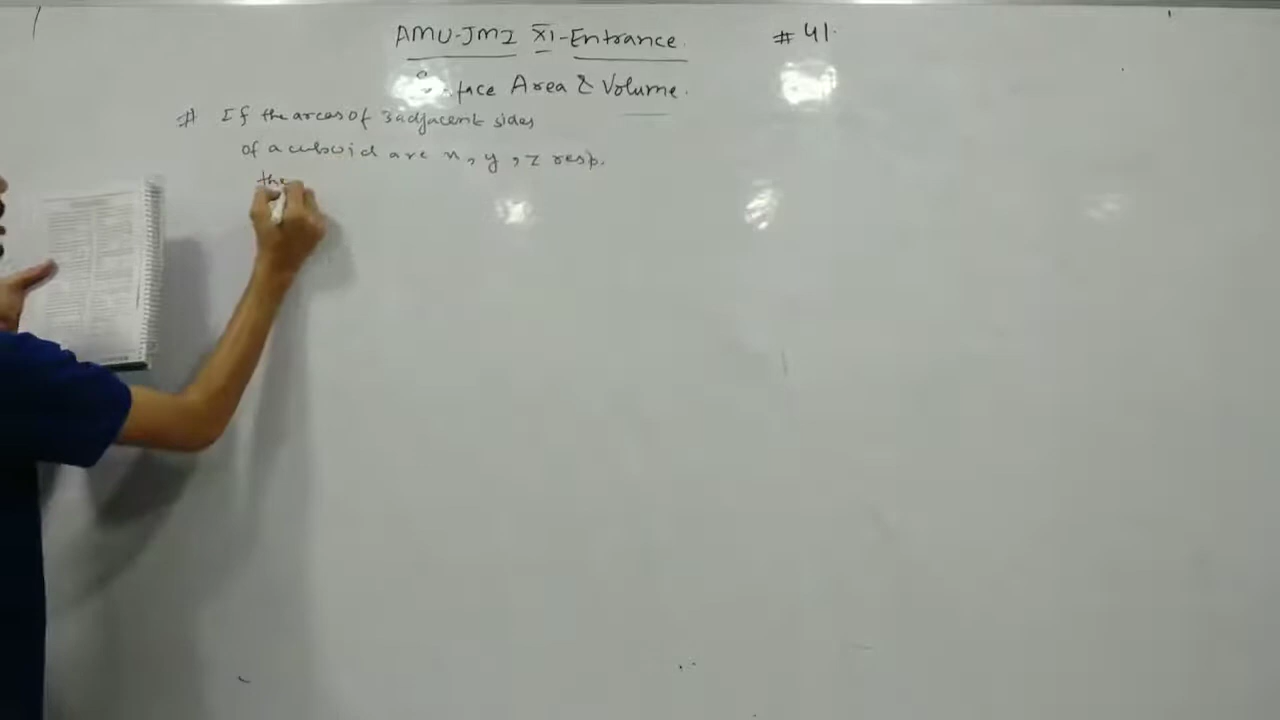 AMU-JMI XI-Entrance. # 41.
face Area & Volume.
# If the areas of 3 adjacent sides
of a cuboid are x, y, z resp.
the